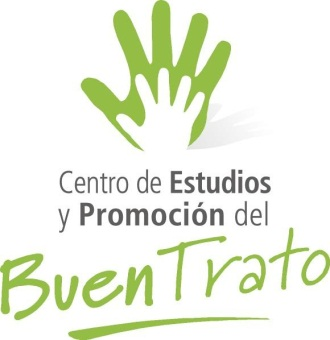 Centro de Estudios
y Promoción del
BuenTrato